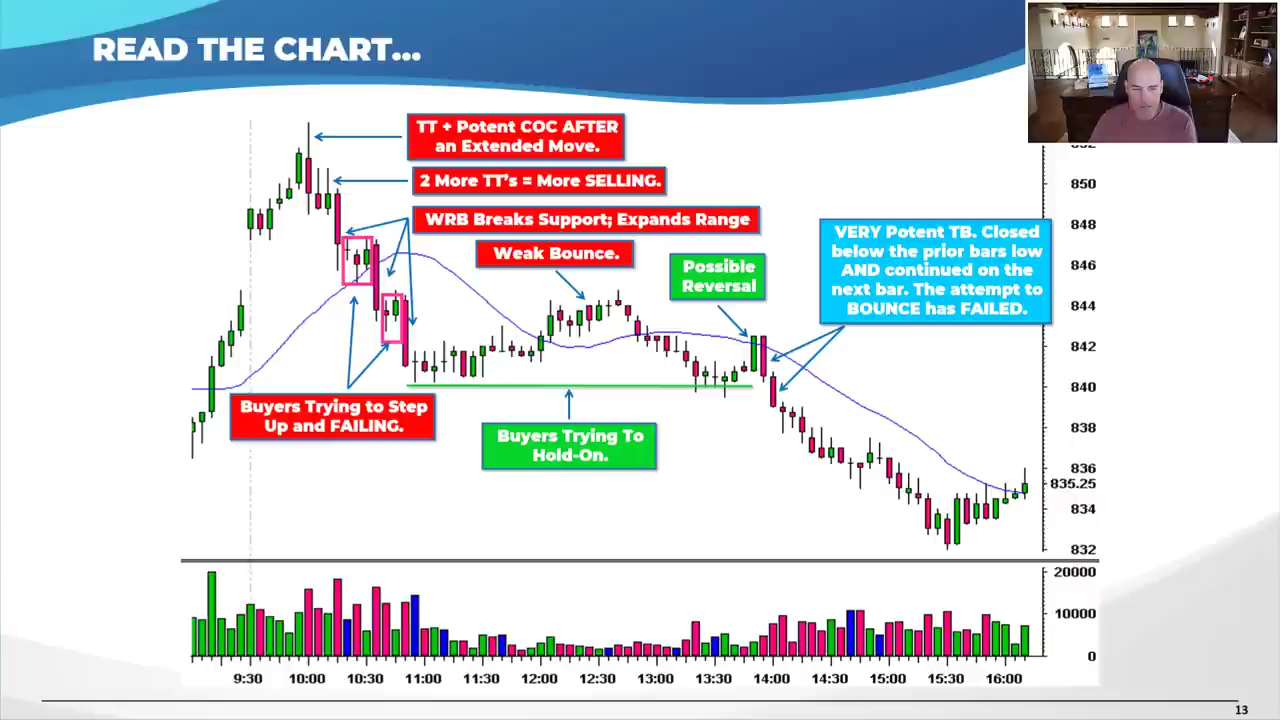 READ THE CHART...
TT + Potent COC AFTER
an Extended Move.
2 More TT's = More SELLING.
WRB Breaks Support; Expands Range
Weak Bounce.
Possible
Reversal
VERY Potent TB. Closed
below the prior bars low
AND continued on the
next bar. The attempt to
BOUNCE has FAILED.
Buyers Trying to Step
Up and FAILING.
Buyers Trying To
Hold-On.
850
848
846
844
842
840
838
836
835.25
834
832
20000
10000
0
9:30 10:00 10:30 11:00 11:30 12:00 12:30 13:00 13:30 14:00 14:30 15:00 15:30 16:00
13